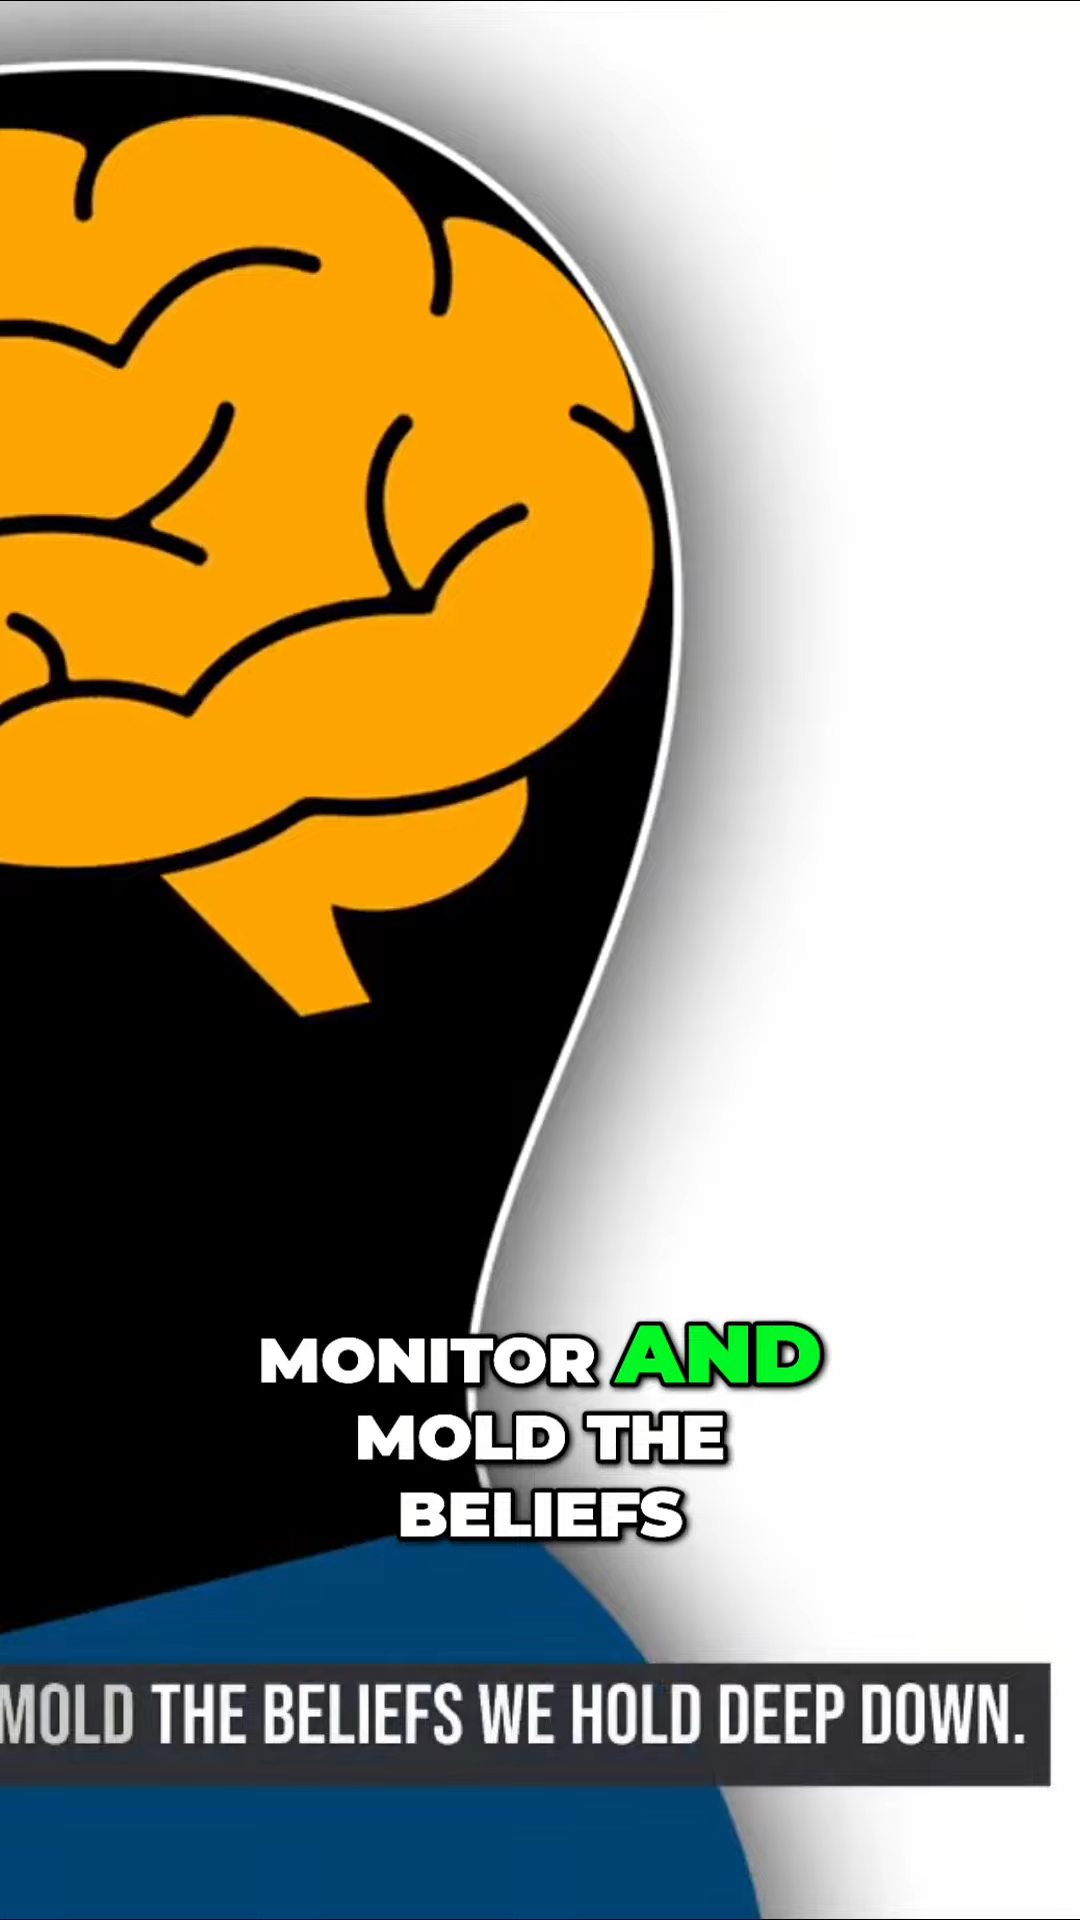 MONITOR AND
MOLD THE
BELIEFS
MOLD THE BELIEFS WE HOLD DEEP DOWN.